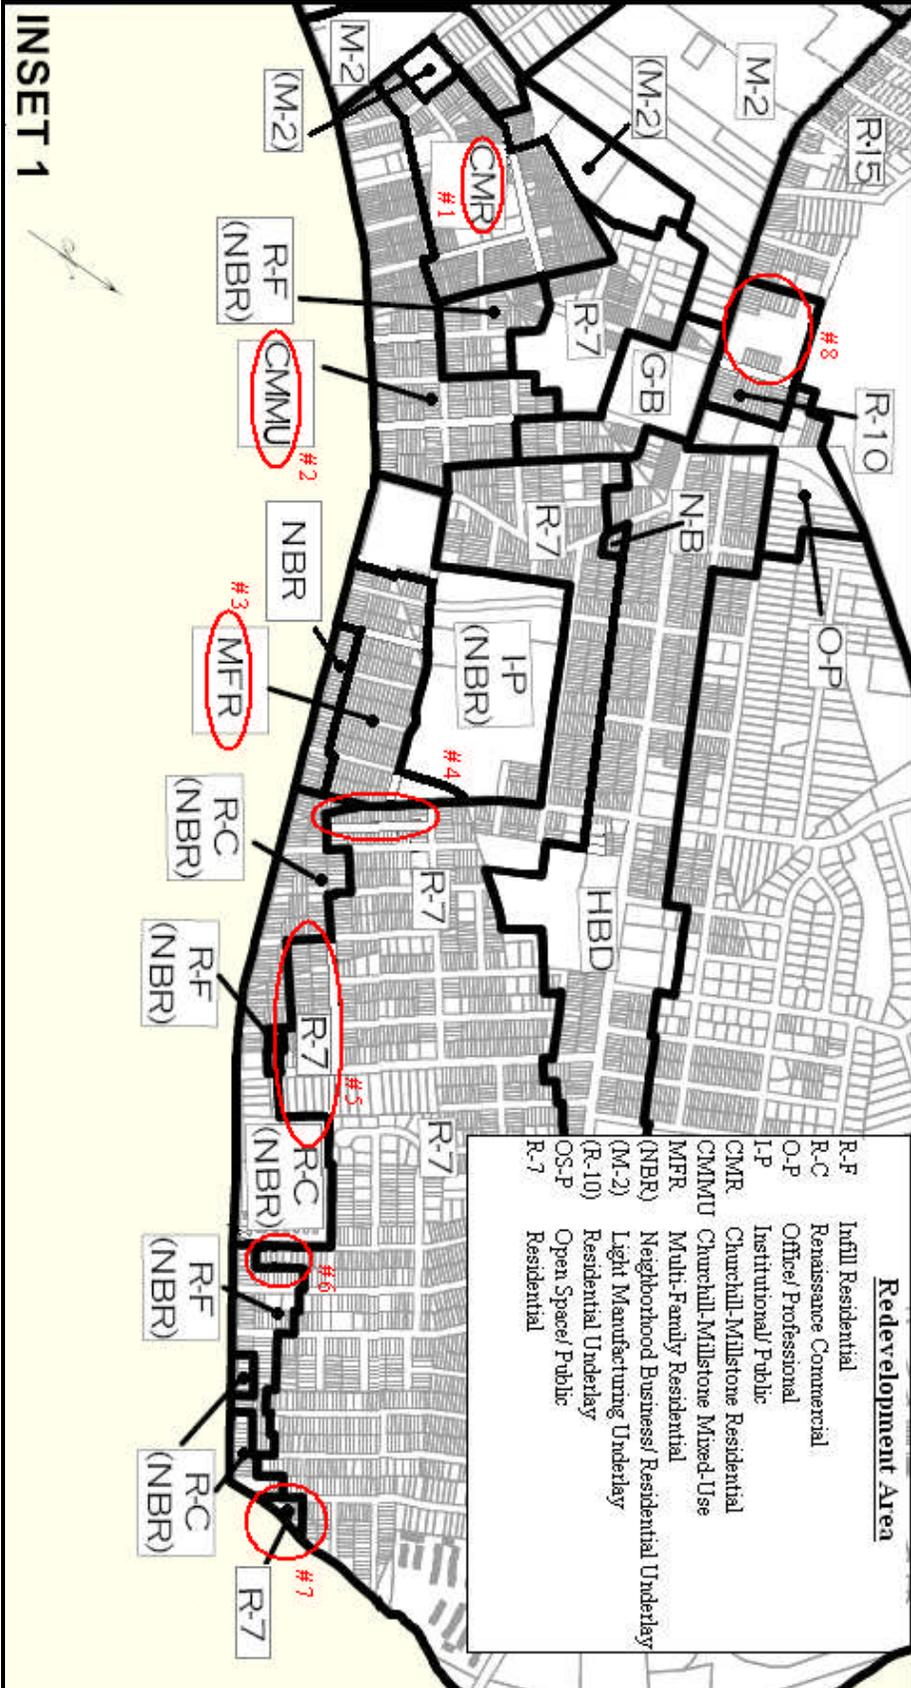 INSET 1
M-2
(M-2)
CMR
#1
(M-2)
M-2
R-15
R-F
(NBR)
R-7
#8
CMMU
#2
G-B
R-10
NBR
R-7
N-B
#3
MFR
I-P
(NBR)
O-P
#4
R-C
(NBR)
R-7
HBD
R-F
(NBR)
R-7
#5
R-C
(NBR)
R-7
R-F
(NBR)
#6
R-C
(NBR)
R-7
#7
Redevelopment Area
R-F Infill Residential
R-C Renaissance Commercial
O-P Office/ Professional
I-P Institutional/ Public
CMR Churchill-Millstone Residential
CMMU Churchill-Millstone Mixed-Use
MFR Multi-Family Residential
(NBR) Neighborhood Business/ Residential Underlay
(M-2) Light Manufacturing Underlay
(R-10) Residential Underlay
OS-P Open Space/ Public
R-7 Residential